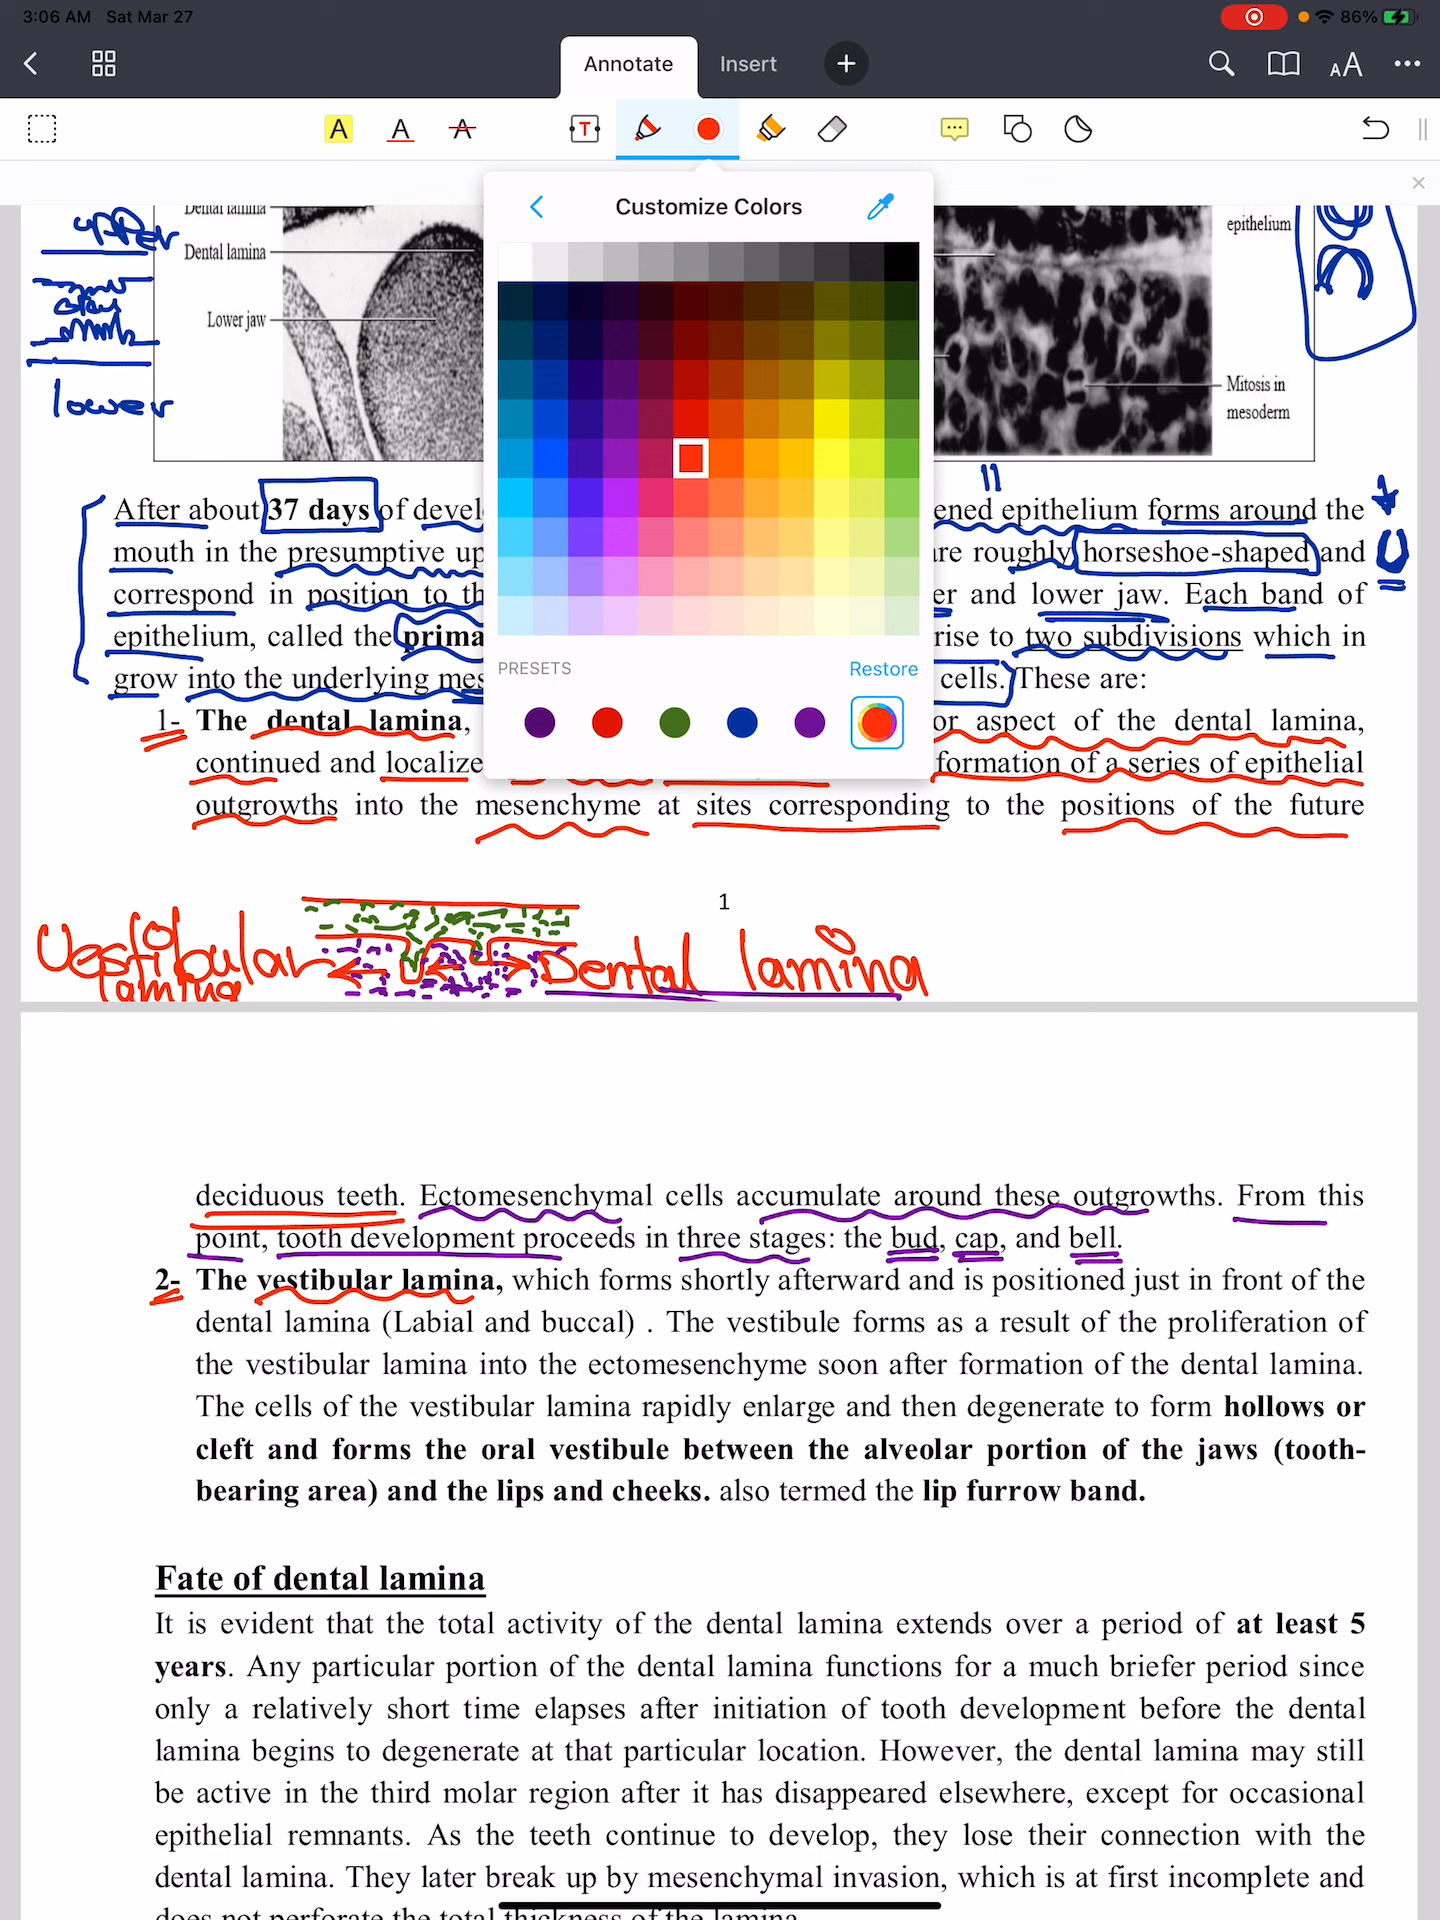 3:06 AM Sat Mar 27
86%
Annotate
Insert
A
A
A
T
AA
Customize Colors
PRESETS
Restore
upper
lower
Dental lamina
Dental lamina
Lower jaw
epithelium
Mitosis in
mesoderm
After about 37 days of devel ened epithelium forms around the
mouth in the presumptive up are roughly horseshoe-shaped and
correspond in position to th er and lower jaw. Each band of
epithelium, called the prima rise to two subdivisions which in
grow into the underlying mes cells. These are:
1- The dental lamina, or aspect of the dental lamina,
continued and localize formation of a series of epithelial
outgrowths into the mesenchyme at sites corresponding to the positions of the future
1
Vestibular
lamina
Dental lamina
deciduous teeth. Ectomesenchymal cells accumulate around these outgrowths. From this
point, tooth development proceeds in three stages: the bud, cap, and bell.
2- The vestibular lamina, which forms shortly afterward and is positioned just in front of the
dental lamina (Labial and buccal) . The vestibule forms as a result of the proliferation of
the vestibular lamina into the ectomesenchyme soon after formation of the dental lamina.
The cells of the vestibular lamina rapidly enlarge and then degenerate to form hollows or
cleft and forms the oral vestibule between the alveolar portion of the jaws (tooth-
bearing area) and the lips and cheeks. also termed the lip furrow band.
Fate of dental lamina
It is evident that the total activity of the dental lamina extends over a period of at least 5
years. Any particular portion of the dental lamina functions for a much briefer period since
only a relatively short time elapses after initiation of tooth development before the dental
lamina begins to degenerate at that particular location. However, the dental lamina may still
be active in the third molar region after it has disappeared elsewhere, except for occasional
epithelial remnants. As the teeth continue to develop, they lose their connection with the
dental lamina. They later break up by mesenchymal invasion, which is at first incomplete and
does not perforate the total thickness of the lamina